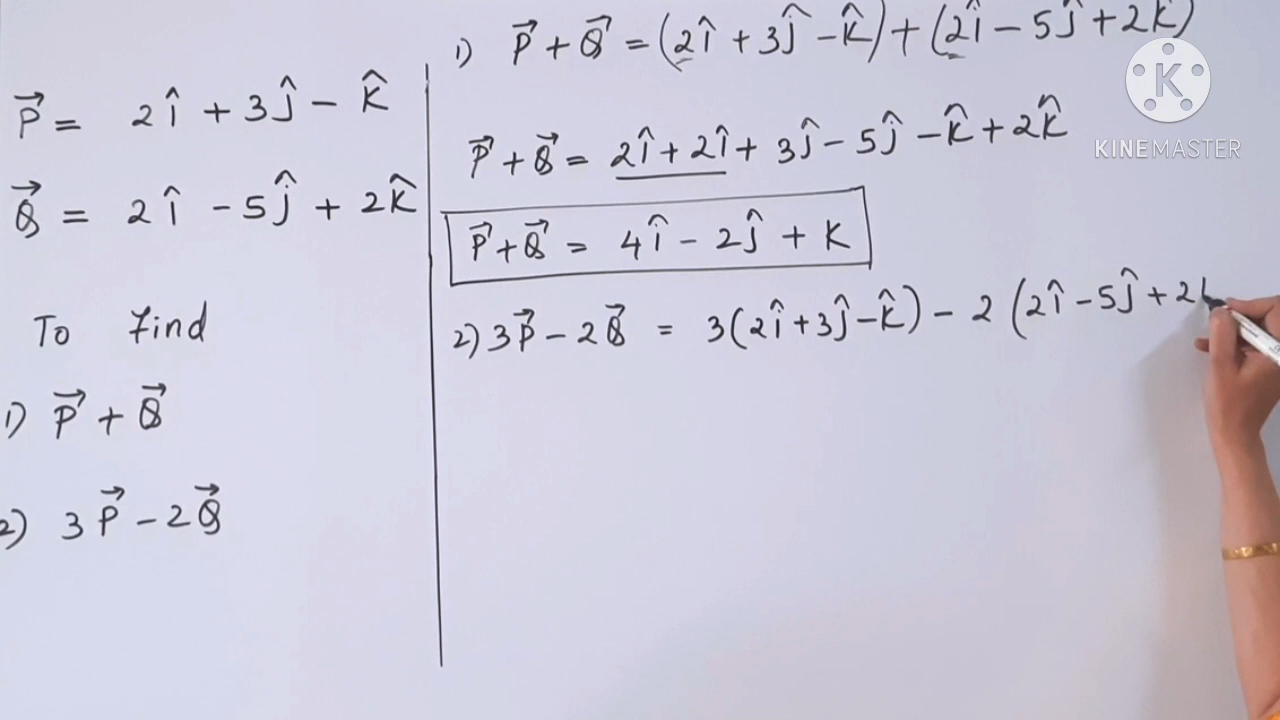 P⃗ = 2î + 3ĵ − k̂
Q⃗ = 2î − 5ĵ + 2k̂
To Find
1) P⃗ + Q⃗
2) 3P⃗ − 2Q⃗
1) P⃗ + Q⃗ = (2î + 3ĵ − k̂) + (2î − 5ĵ + 2k̂)
P⃗ + Q⃗ = 2î + 2î + 3ĵ − 5ĵ − k̂ + 2k̂
P⃗ + Q⃗ = 4î − 2ĵ + k
2) 3P⃗ − 2Q⃗ = 3(2î + 3ĵ − k̂) − 2 (2î − 5ĵ + 2
K
KINEMASTER